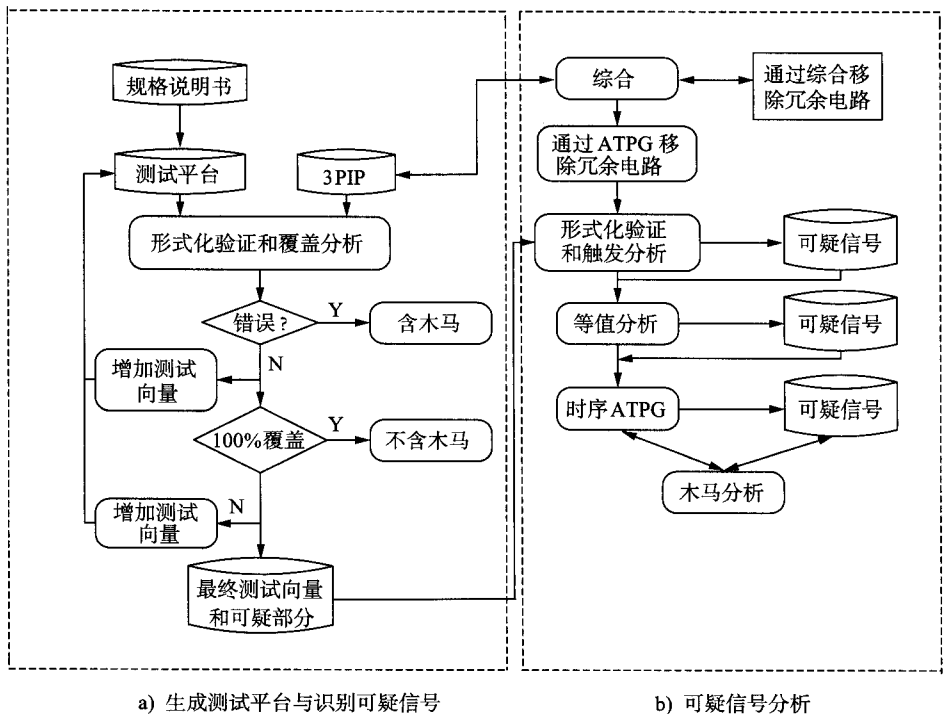 规格说明书
测试平台
3PIP
形式化验证和覆盖分析
错误?
Y
含木马
N
增加测试
向量
100%覆盖
Y
不含木马
N
增加测试
向量
最终测试向量
和可疑部分
a) 生成测试平台与识别可疑信号
综合
通过综合移
除冗余电路
通过ATPG移
除冗余电路
形式化验证
和触发分析
可疑信号
等值分析
可疑信号
时序ATPG
可疑信号
木马分析
b) 可疑信号分析